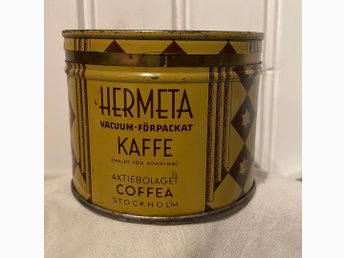 HERMETA
VACUUM-FÖRPACKAT
KAFFE
(MALET FÖR KOKNING)
AKTIEBOLAGET
COFFEA
STOCKHOLM